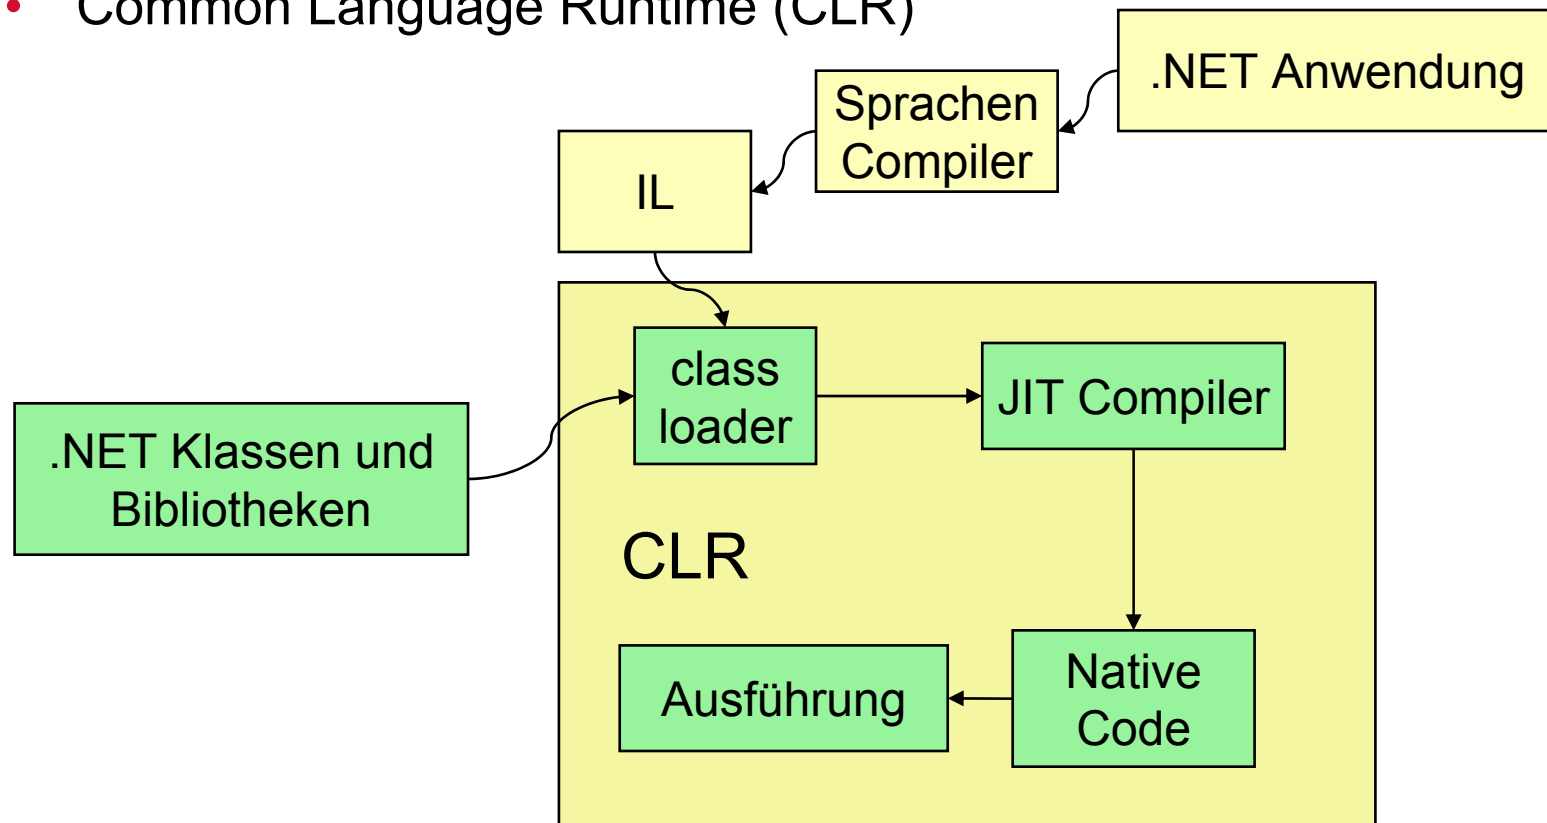 • Common Language Runtime (CLR)
.NET Anwendung
Sprachen
Compiler
IL
class
loader
JIT Compiler
.NET Klassen und
Bibliotheken
CLR
Native
Code
Ausführung